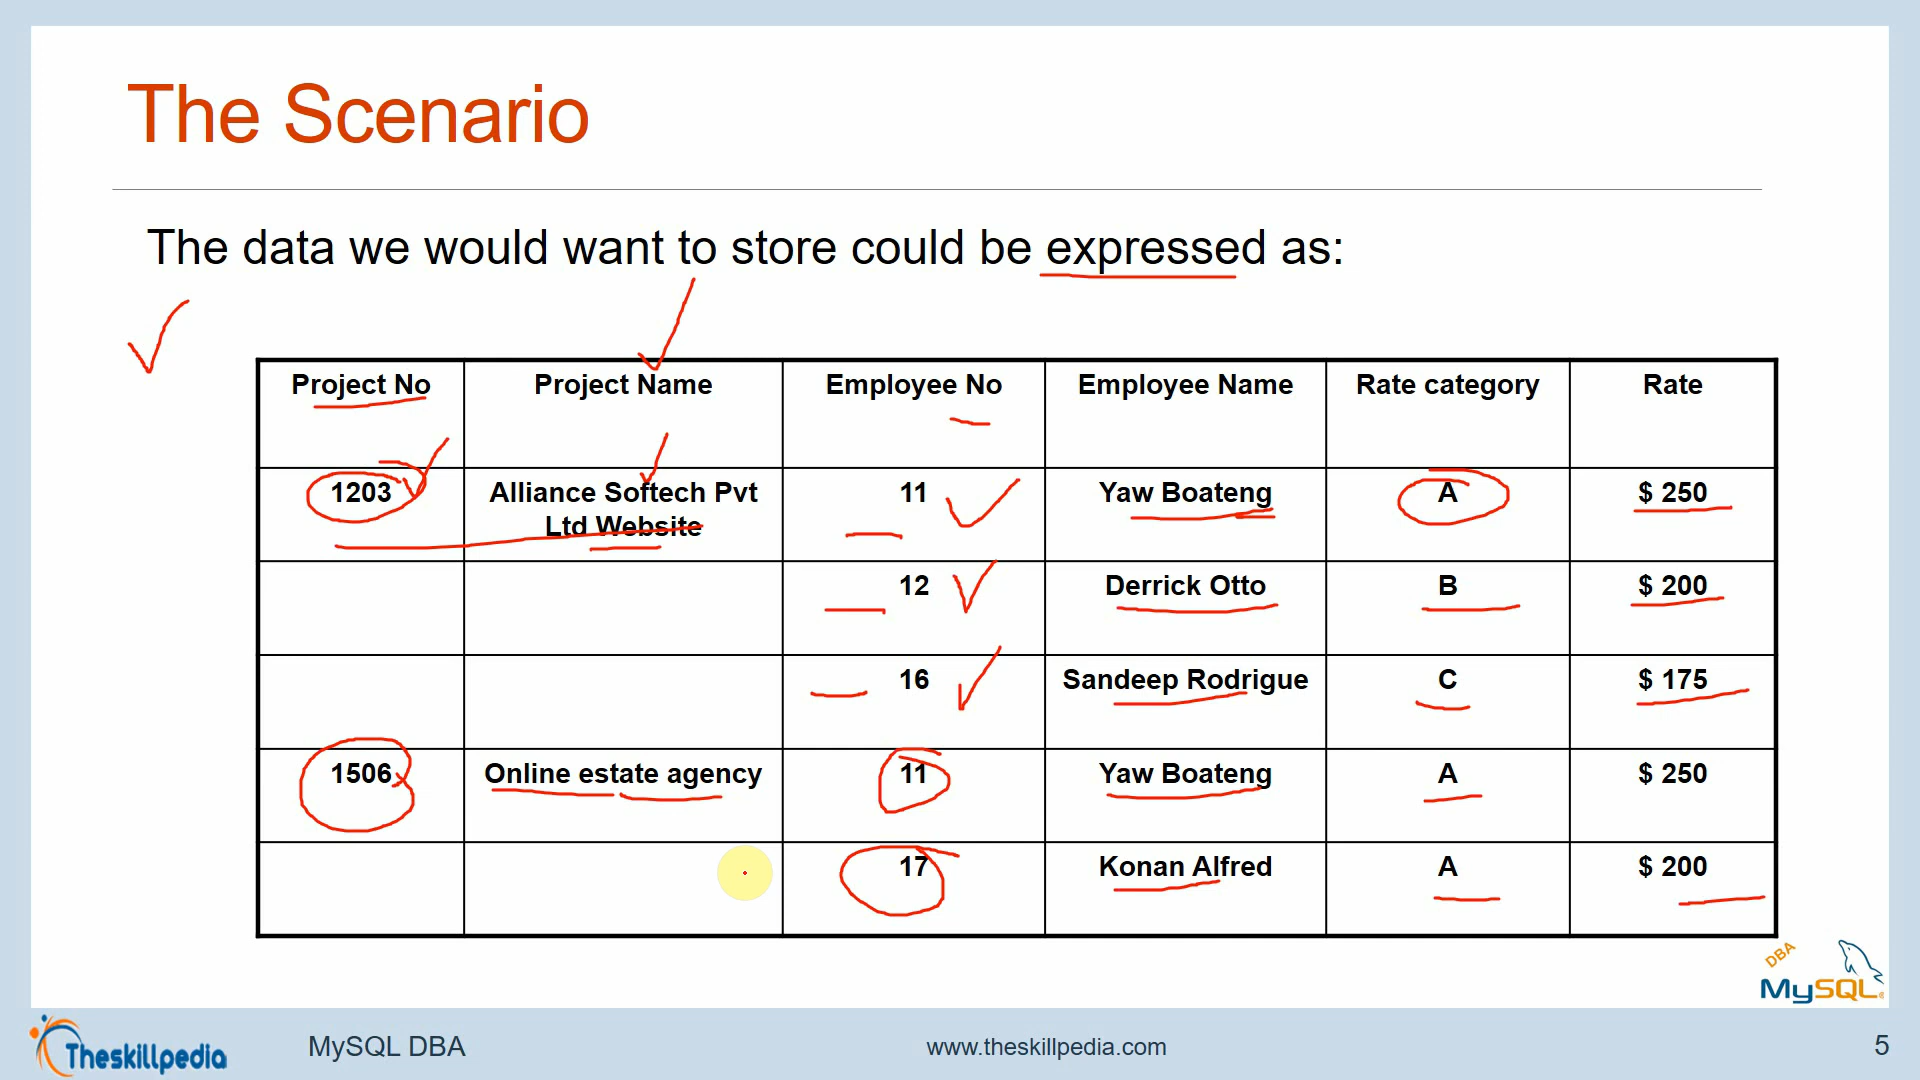 The Scenario
The data we would want to store could be expressed as:
Project No Project Name Employee No Employee Name Rate category Rate
1203 Alliance Softech Pvt 11 Yaw Boateng A $ 250
Ltd Website
12 Derrick Otto B $ 200
16 Sandeep Rodrigue C $ 175
1506 Online estate agency 11 Yaw Boateng A $ 250
17 Konan Alfred A $ 200
DBA
MySQL
Theskillpedia MySQL DBA www.theskillpedia.com 5